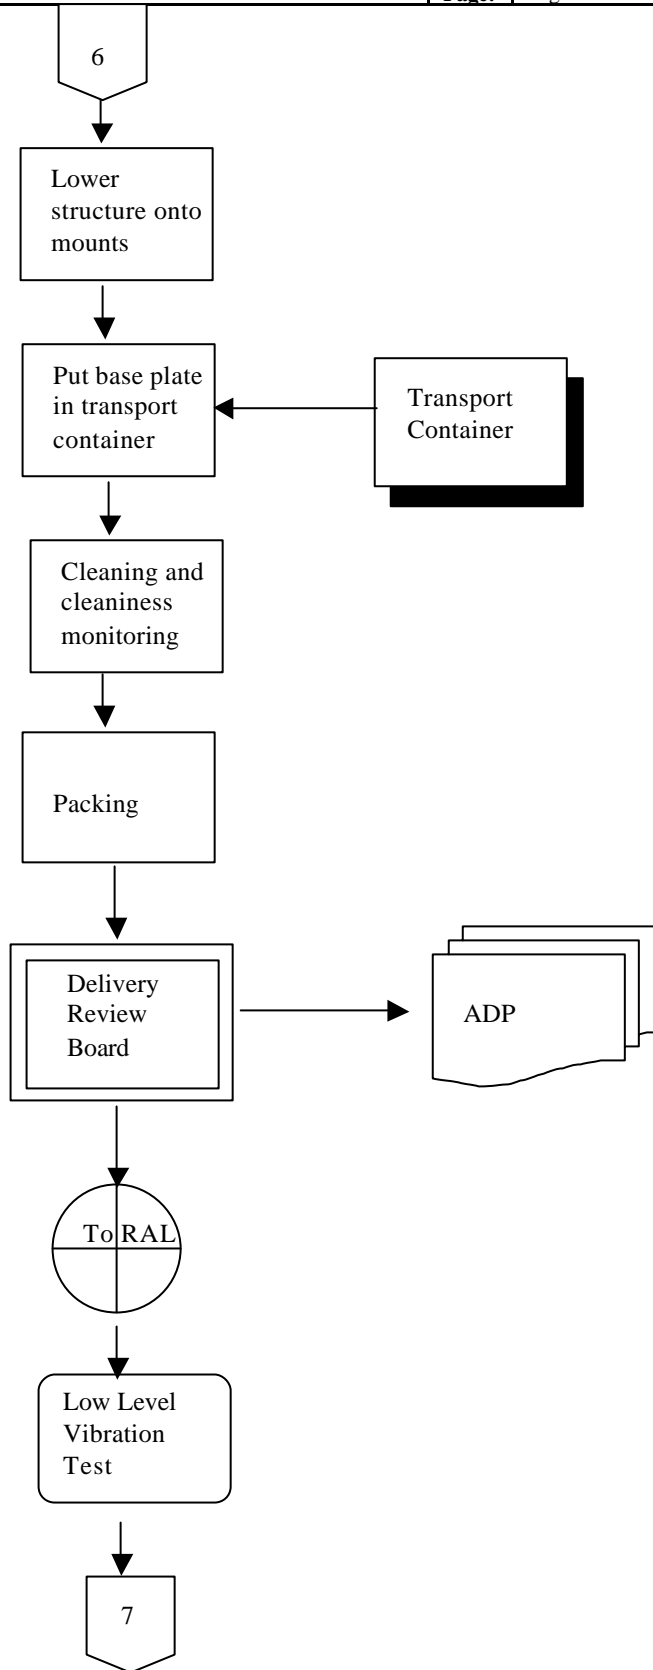 6
Lower
structure onto
mounts
Put base plate
in transport
container
Transport
Container
Cleaning and
cleaniness
monitoring
Packing
Delivery
Review
Board
ADP
To RAL
Low Level
Vibration
Test
7